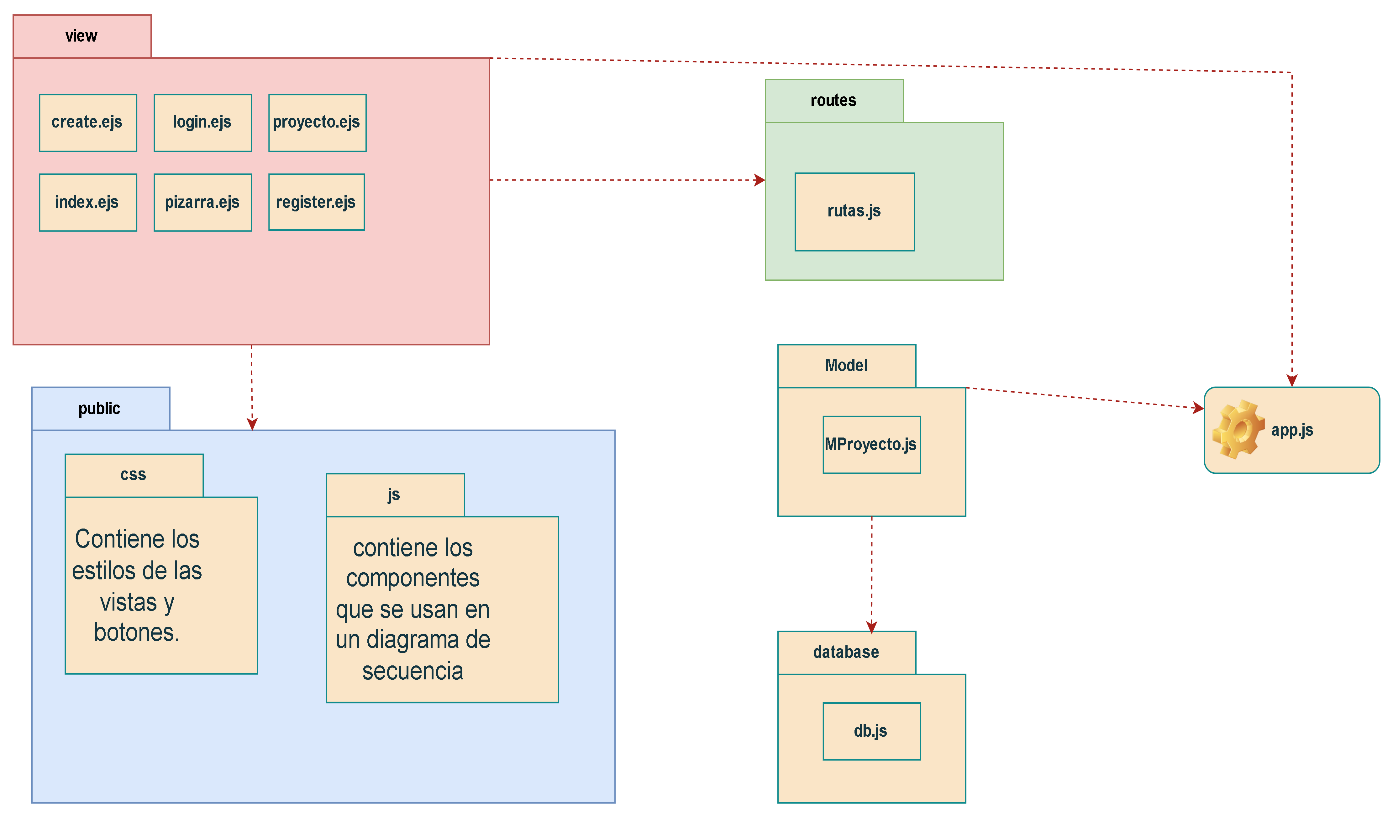 view
create.ejs
login.ejs
proyecto.ejs
index.ejs
pizarra.ejs
register.ejs
routes
rutas.js
public
css
Contiene los
estilos de las
vistas y
botones.
js
contiene los
componentes
que se usan en
un diagrama de
secuencia
Model
MProyecto.js
app.js
database
db.js